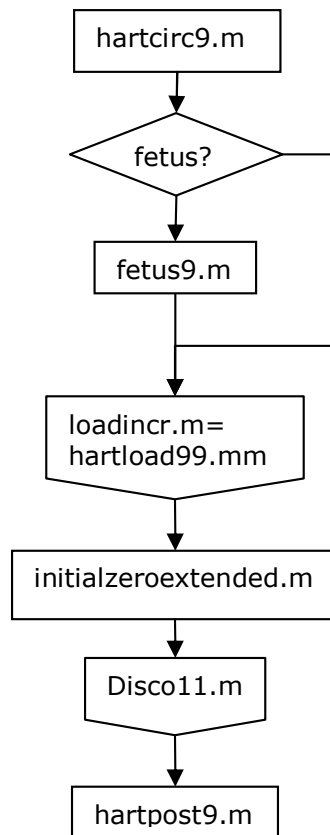 hartcirc9.m
fetus?
fetus9.m
loadincr.m=
hartload99.mm
initialzeroextended.m
Disco11.m
hartpost9.m